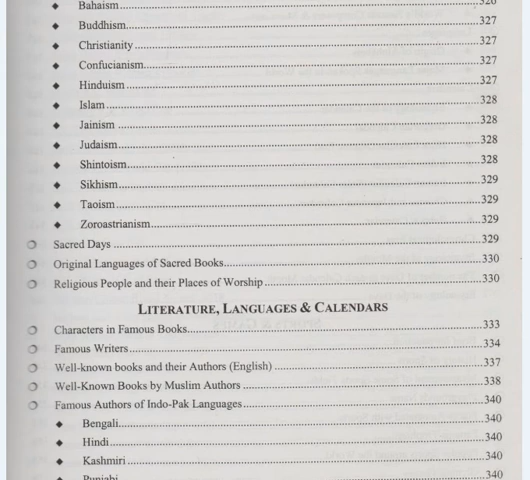 Bahaism....................326
Buddhism....................327
Christianity....................327
Confucianism....................327
Hinduism....................327
Islam....................328
Jainism....................328
Judaism....................328
Shintoism....................328
Sikhism....................329
Taoism....................329
Zoroastrianism....................329
Sacred Days....................329
Original Languages of Sacred Books....................330
Religious People and their Places of Worship....................330
LITERATURE, LANGUAGES & CALENDARS
Characters in Famous Books....................333
Famous Writers....................334
Well-known books and their Authors (English)....................337
Well-Known Books by Muslim Authors....................338
Famous Authors of Indo-Pak Languages....................340
Bengali....................340
Hindi....................340
Kashmiri....................340
Punjabi....................340